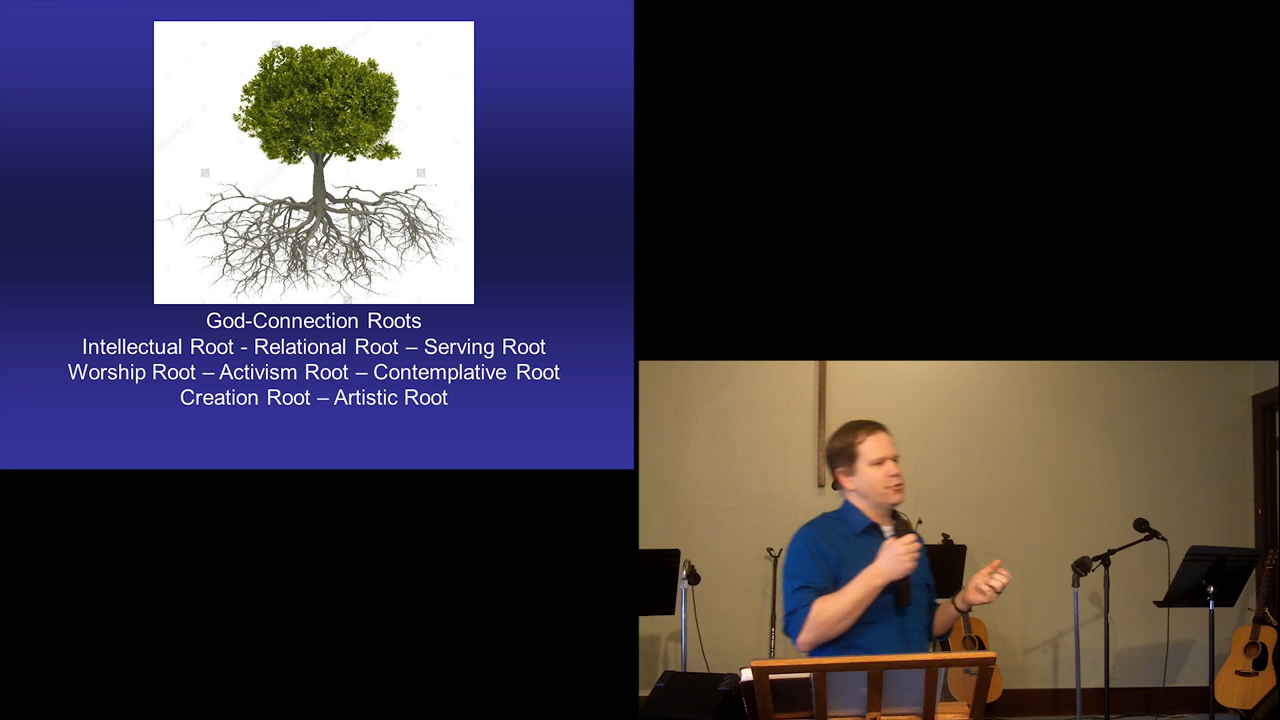 God-Connection Roots
Intellectual Root - Relational Root – Serving Root
Worship Root – Activism Root – Contemplative Root
Creation Root – Artistic Root